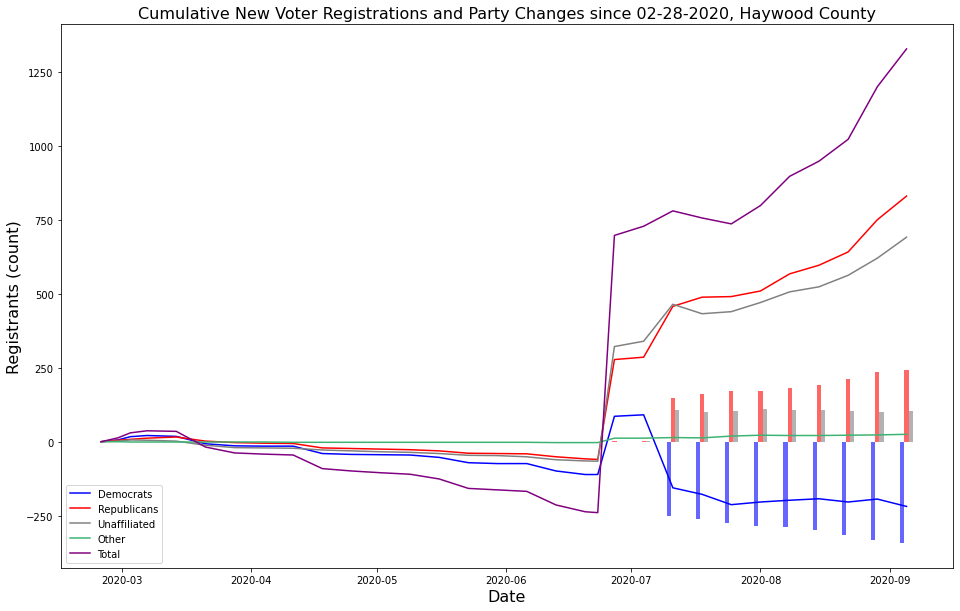 Cumulative New Voter Registrations and Party Changes since 02-28-2020, Haywood County
Registrants (count)
1250
1000
750
500
250
0
−250
Democrats
Republicans
Unaffiliated
Other
Total
2020-03
2020-04
2020-05
2020-06
2020-07
2020-08
2020-09
Date